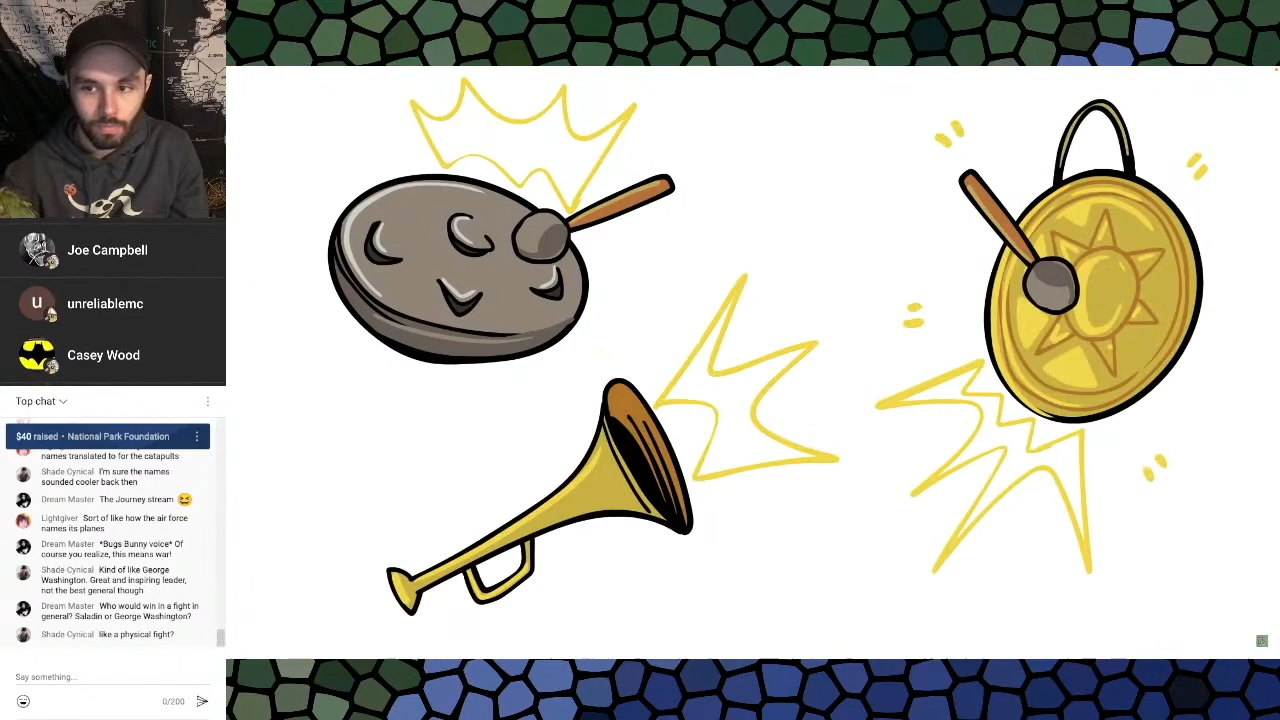 USA
Joe Campbell
u unreliablemc
Casey Wood
Top chat
$40 raised • National Park Foundation
names translated to for the catapults
Shade Cynical I'm sure the names
sounded cooler back then
Dream Master The Journey stream 😆
Lightgiver Sort of like how the air force
names its planes
Dream Master *Bugs Bunny voice* Of
course you realize, this means war!
Shade Cynical Kind of like George
Washington. Great and inspiring leader,
not the best general though
Dream Master Who would win in a fight in
general? Saladin or George Washington?
Shade Cynical like a physical fight?
Say something...
0/200